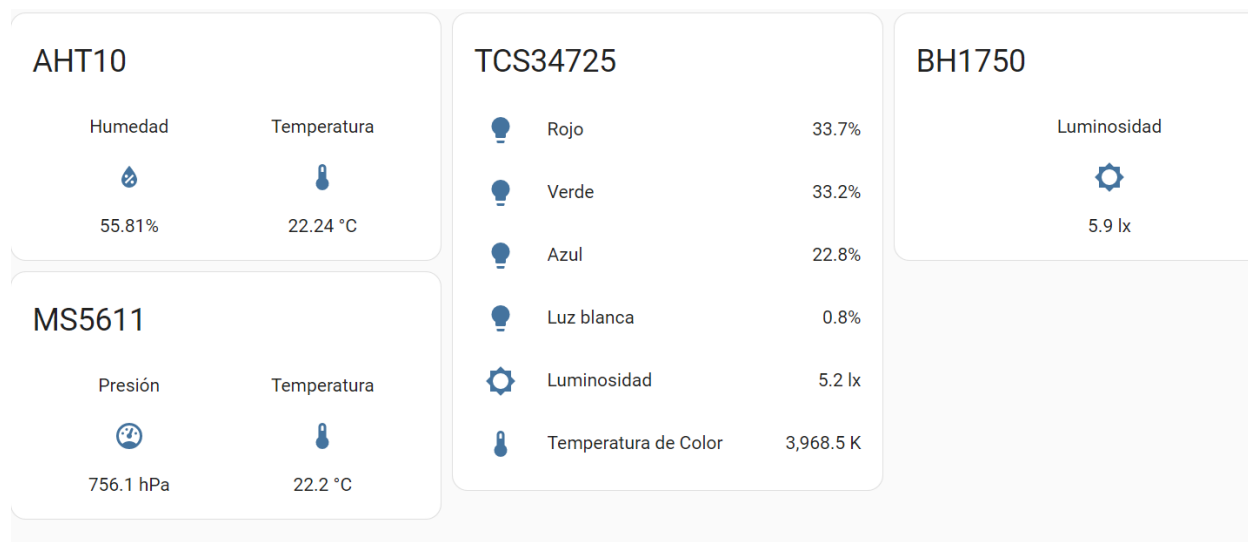 AHT10
Humedad Temperatura
55.81% 22.24 °C
MS5611
Presión Temperatura
756.1 hPa 22.2 °C
TCS34725
Rojo 33.7%
Verde 33.2%
Azul 22.8%
Luz blanca 0.8%
Luminosidad 5.2 lx
Temperatura de Color 3,968.5 K
BH1750
Luminosidad
5.9 lx